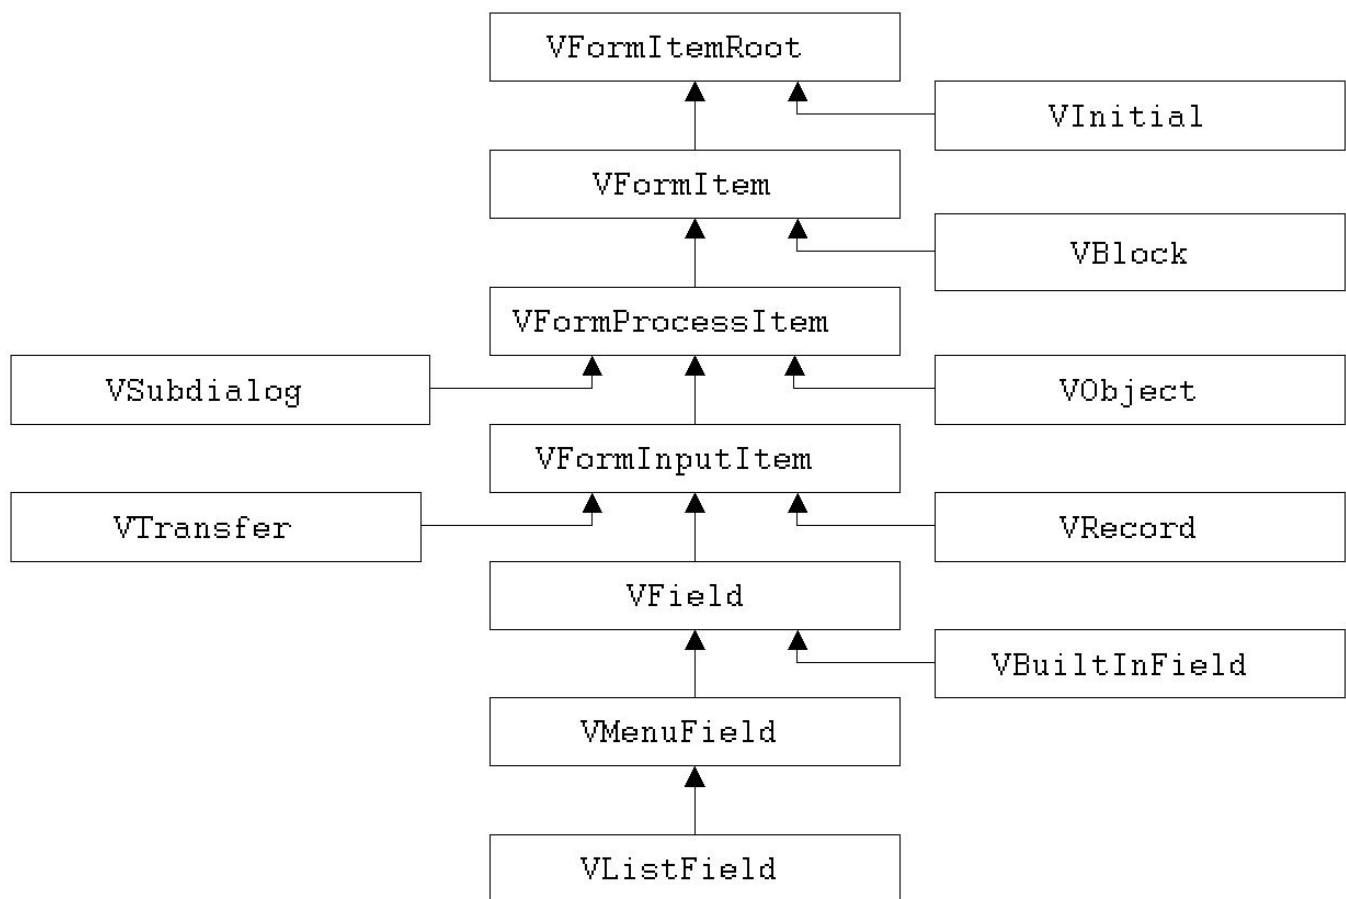 VFormItemRoot
VInitial
VFormItem
VBlock
VFormProcessItem
VSubdialog
VObject
VFormInputItem
VTransfer
VRecord
VField
VBuiltInField
VMenuField
VListField